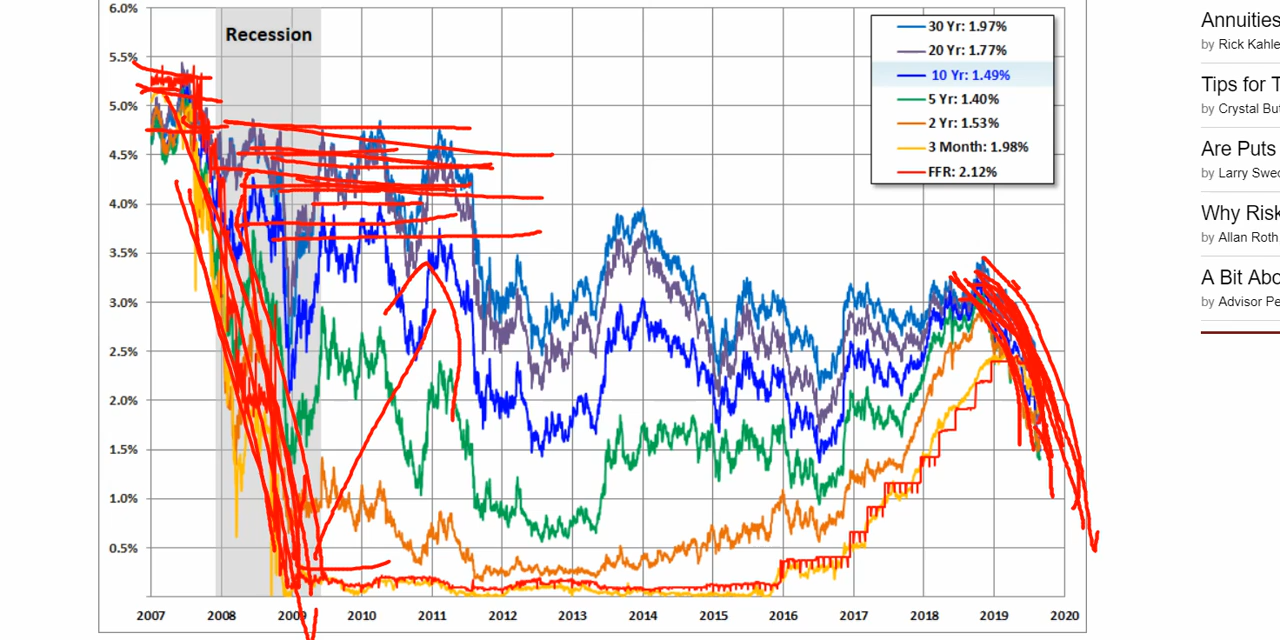 6.0%
Recession
5.5%
5.0%
4.5%
4.0%
3.5%
3.0%
2.5%
2.0%
1.5%
1.0%
0.5%
2007 2008 2009 2010 2011 2012 2013 2014 2015 2016 2017 2018 2019 2020
30 Yr: 1.97%
20 Yr: 1.77%
10 Yr: 1.49%
5 Yr: 1.40%
2 Yr: 1.53%
3 Month: 1.98%
FFR: 2.12%
Annuities
by Rick Kahle
Tips for T
by Crystal But
Are Puts
by Larry Swed
Why Risk
by Allan Roth
A Bit Abo
by Advisor Pe